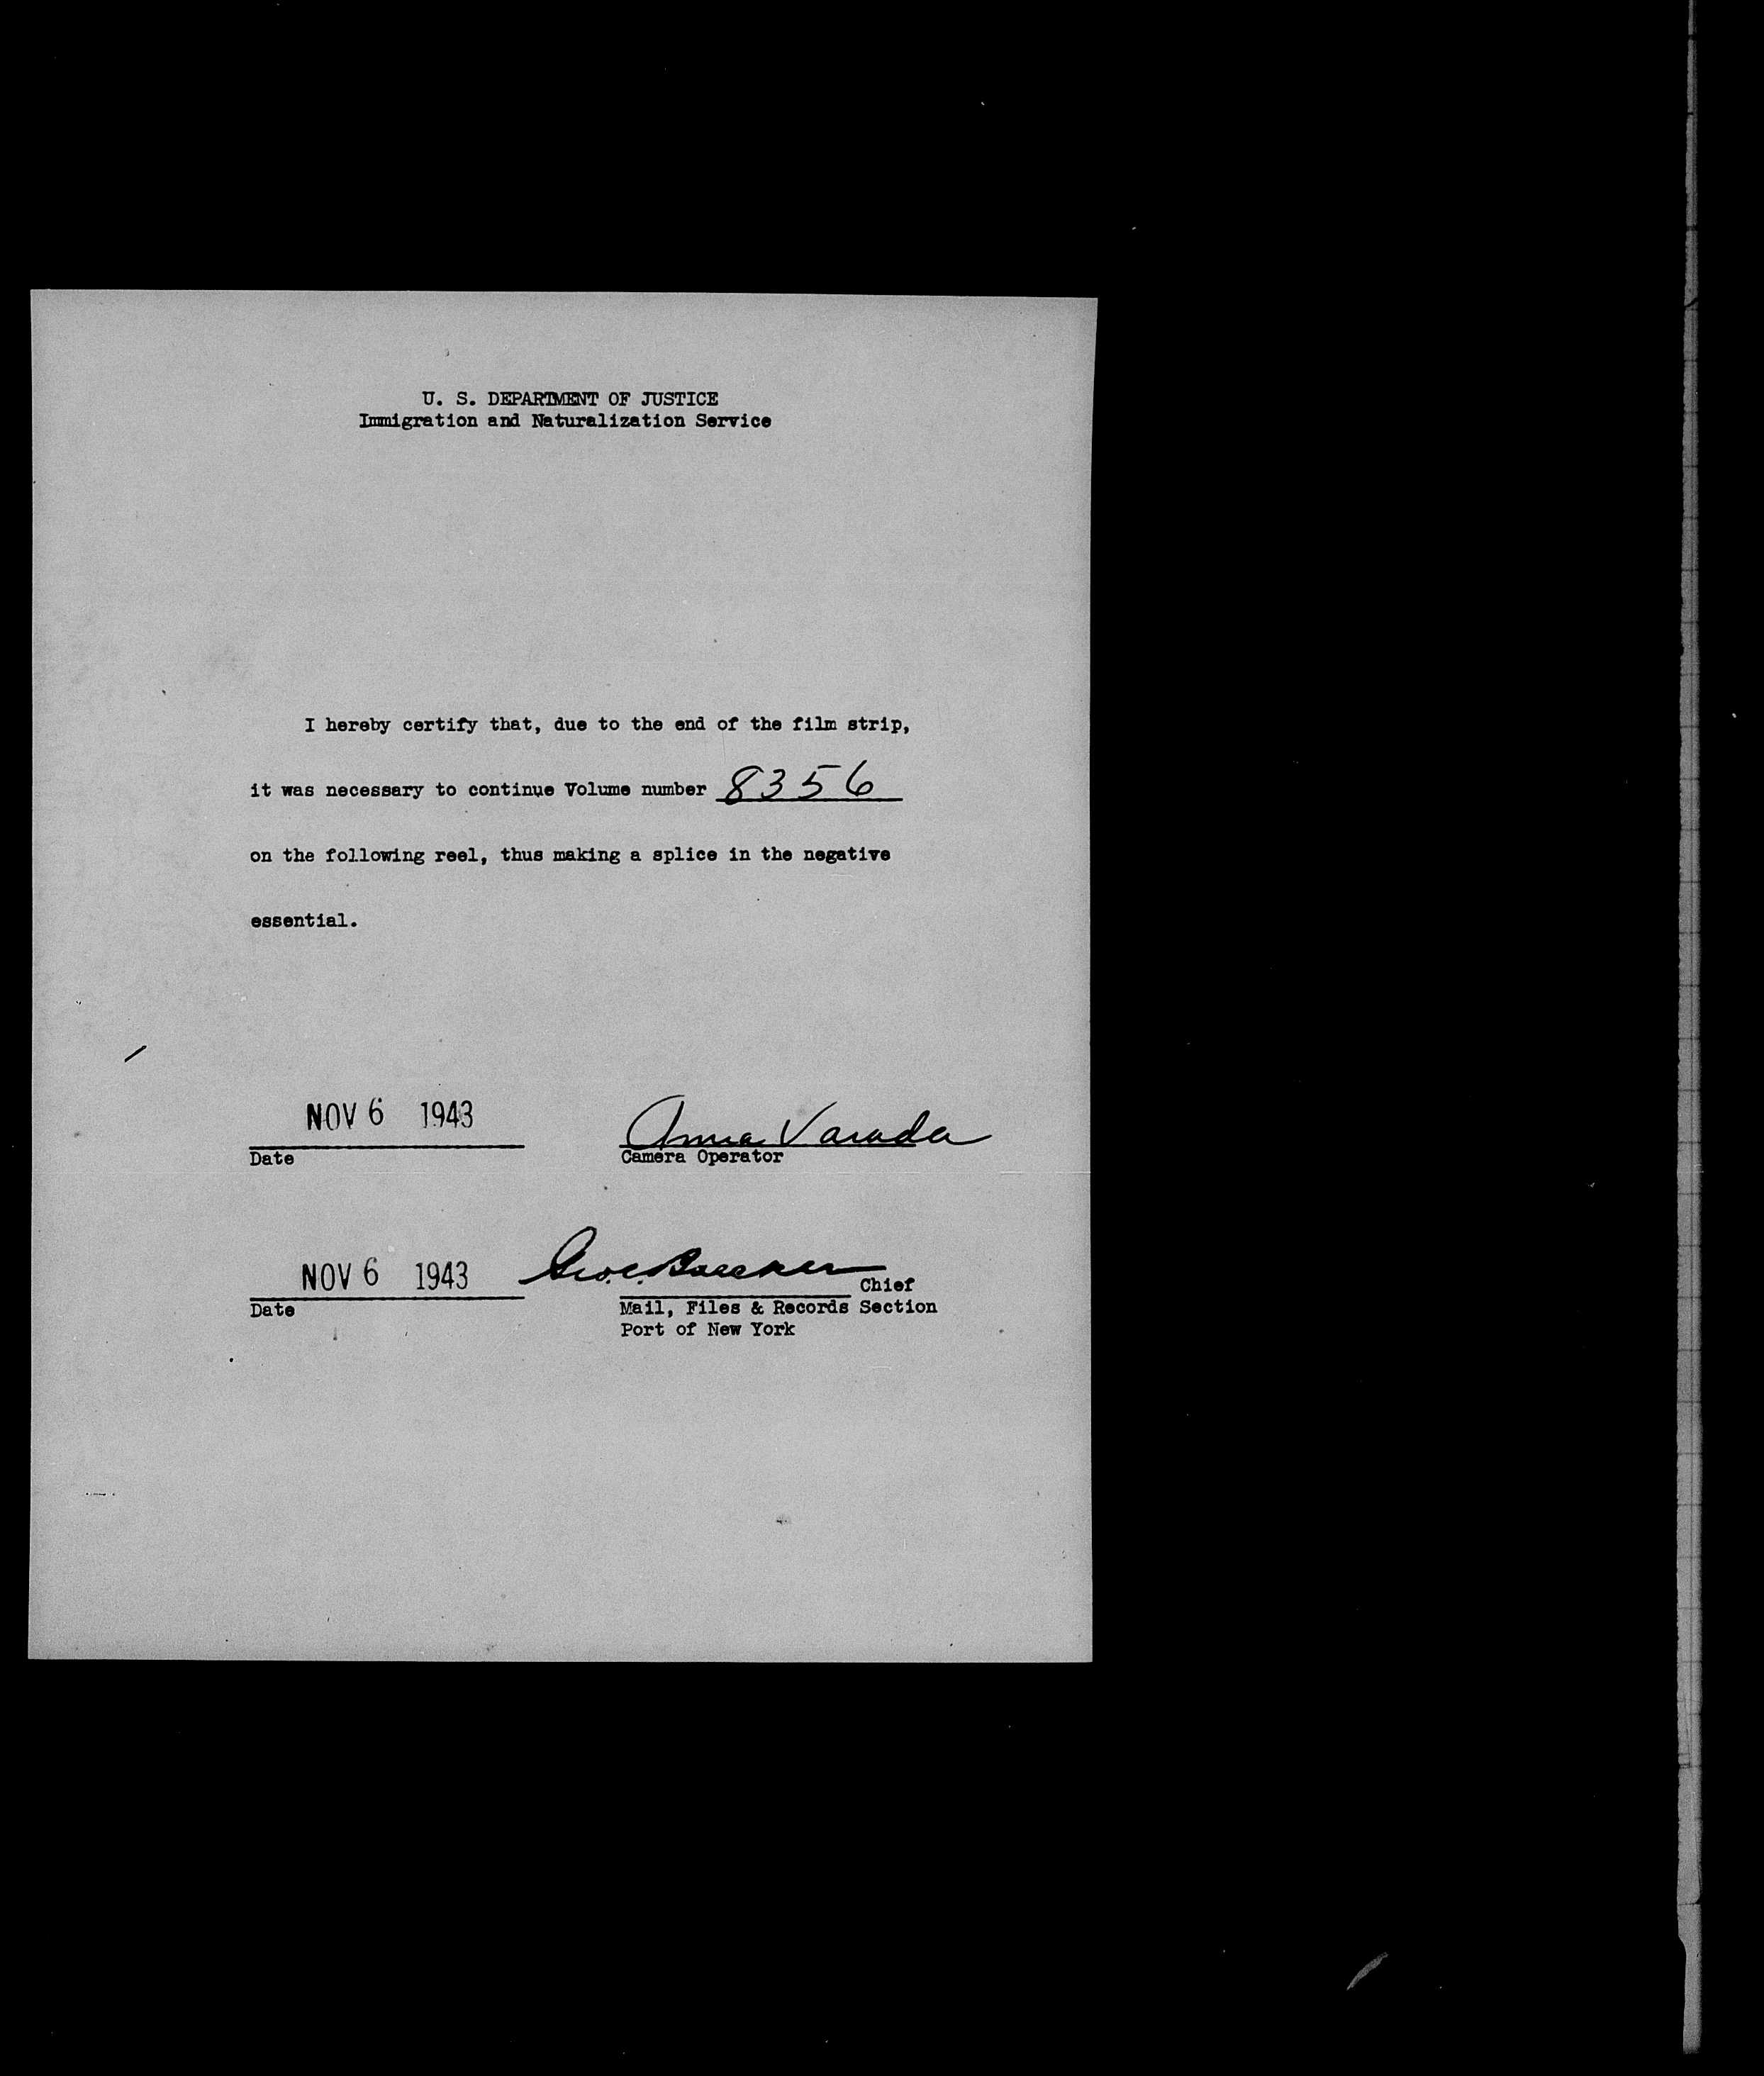 U. S. DEPARTMENT OF JUSTICE
Immigration and Naturalization Service
I hereby certify that, due to the end of the film strip,
it was necessary to continue Volume number 8356
on the following reel, thus making a splice in the negative
essential.
NOV 6 1943
Anna Varada
Date
Camera Operator
NOV 6 1943
Chief
Date
Mail, Files & Records Section
Port of New York